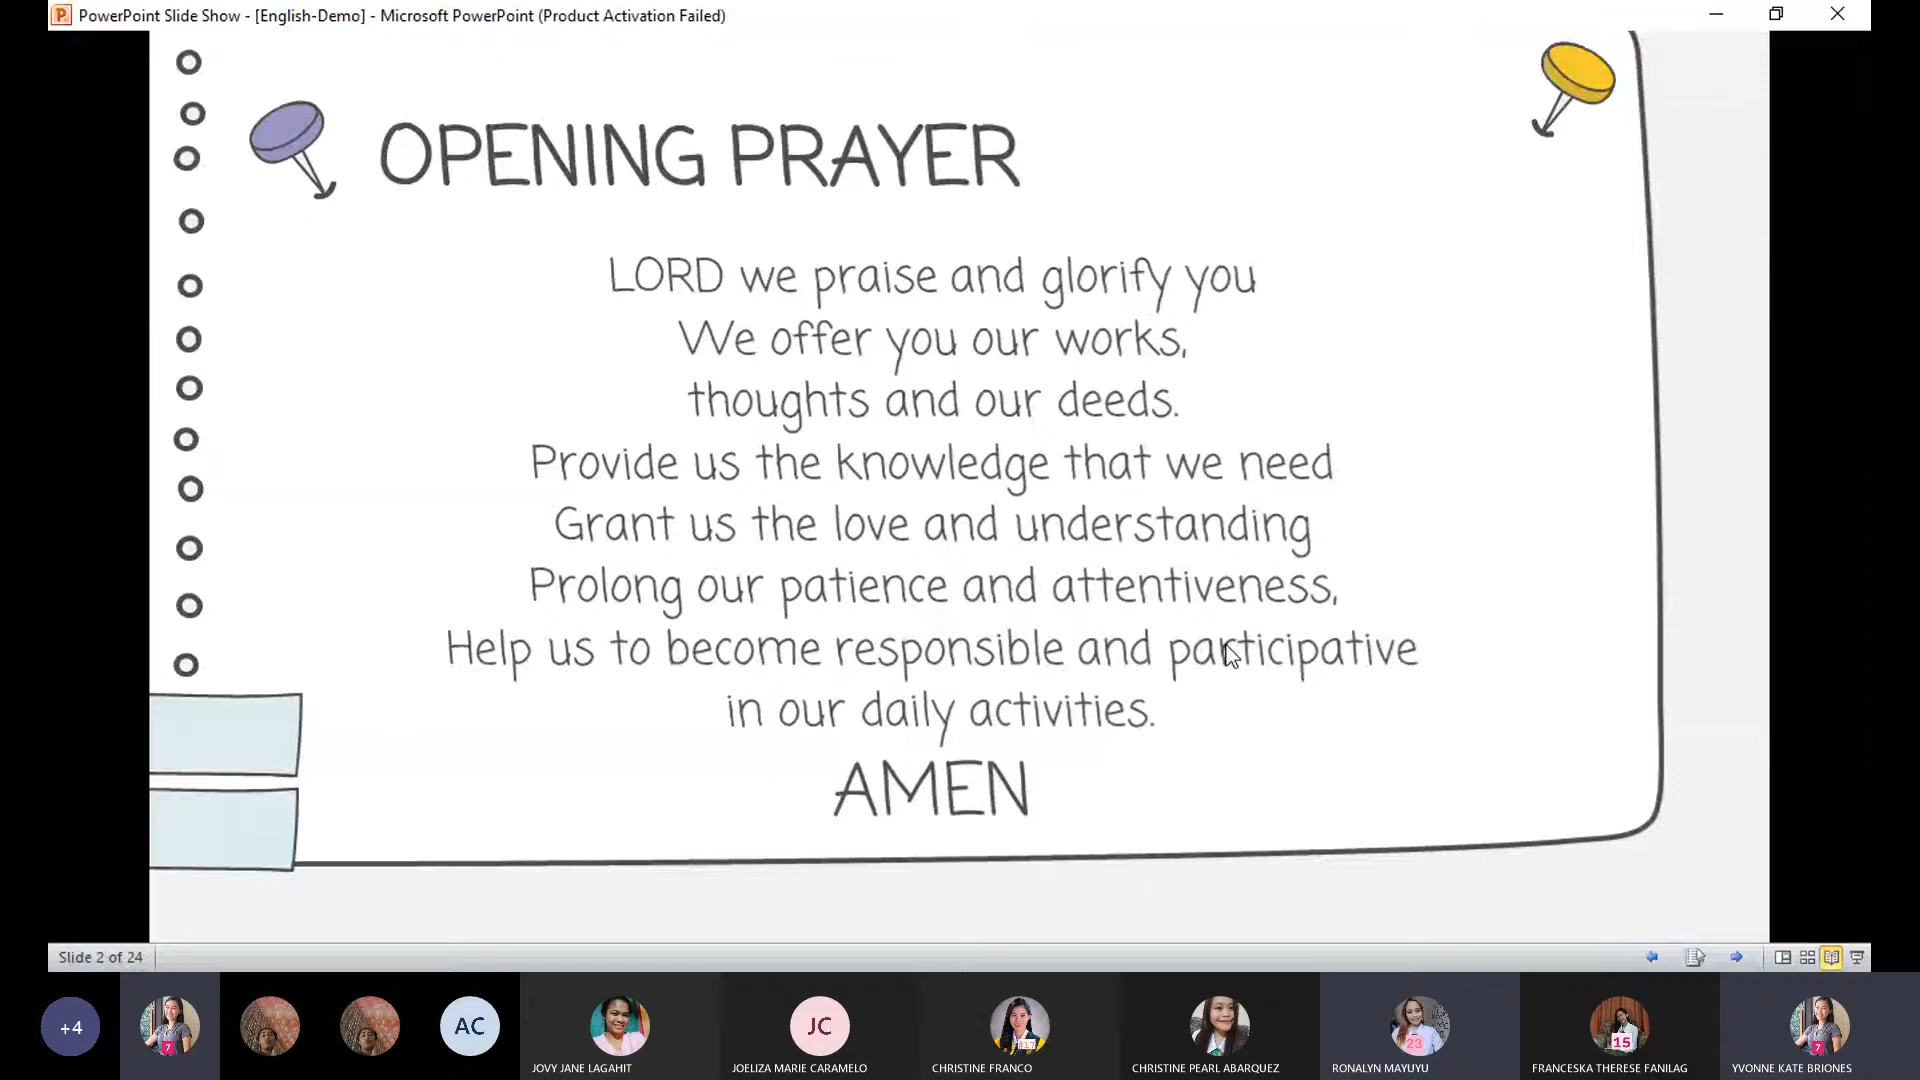 PowerPoint Slide Show - [English-Demo] - Microsoft PowerPoint (Product Activation Failed)
OPENING PRAYER
LORD we praise and glorify you
We offer you our works,
thoughts and our deeds.
Provide us the knowledge that we need
Grant us the love and understanding
Prolong our patience and attentiveness,
Help us to become responsible and participative
in our daily activities.
AMEN
Slide 2 of 24
+4
7
AC
JC
23
15
7
JOVY JANE LAGAHIT
JOELIZA MARIE CARAMELO
CHRISTINE FRANCO
CHRISTINE PEARL ABARQUEZ
RONALYN MAYUYU
FRANCESKA THERESE FANILAG
YVONNE KATE BRIONES